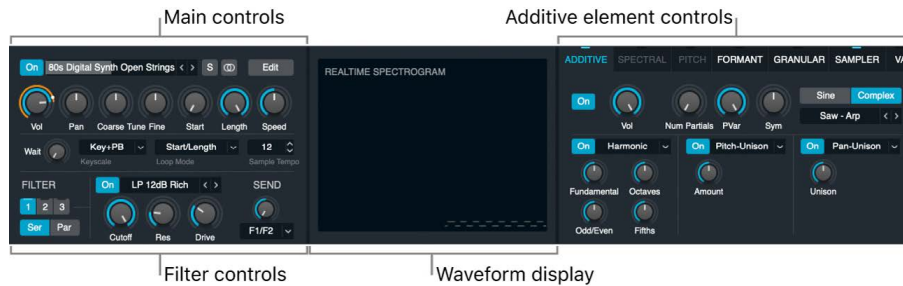 Main controls
Additive element controls
On 80s Digital Synth Open Strings < > S Edit
Vol Pan Coarse Tune Fine Start Length Speed
Wait Key+PB Start/Length 12
Keyscale Loop Mode Sample Tempo
FILTER On LP 12dB Rich < > SEND
1 2 3
Ser Par
Cutoff Res Drive F1/F2
REALTIME SPECTROGRAM
ADDITIVE SPECTRAL PITCH FORMANT GRANULAR SAMPLER VA
On Sine Complex
Saw - Arp < >
Vol Num Partials PVar Sym
On Harmonic On Pitch-Unison On Pan-Unison
Fundamental Octaves Amount Unison
Odd/Even Fifths
Filter controls
Waveform display